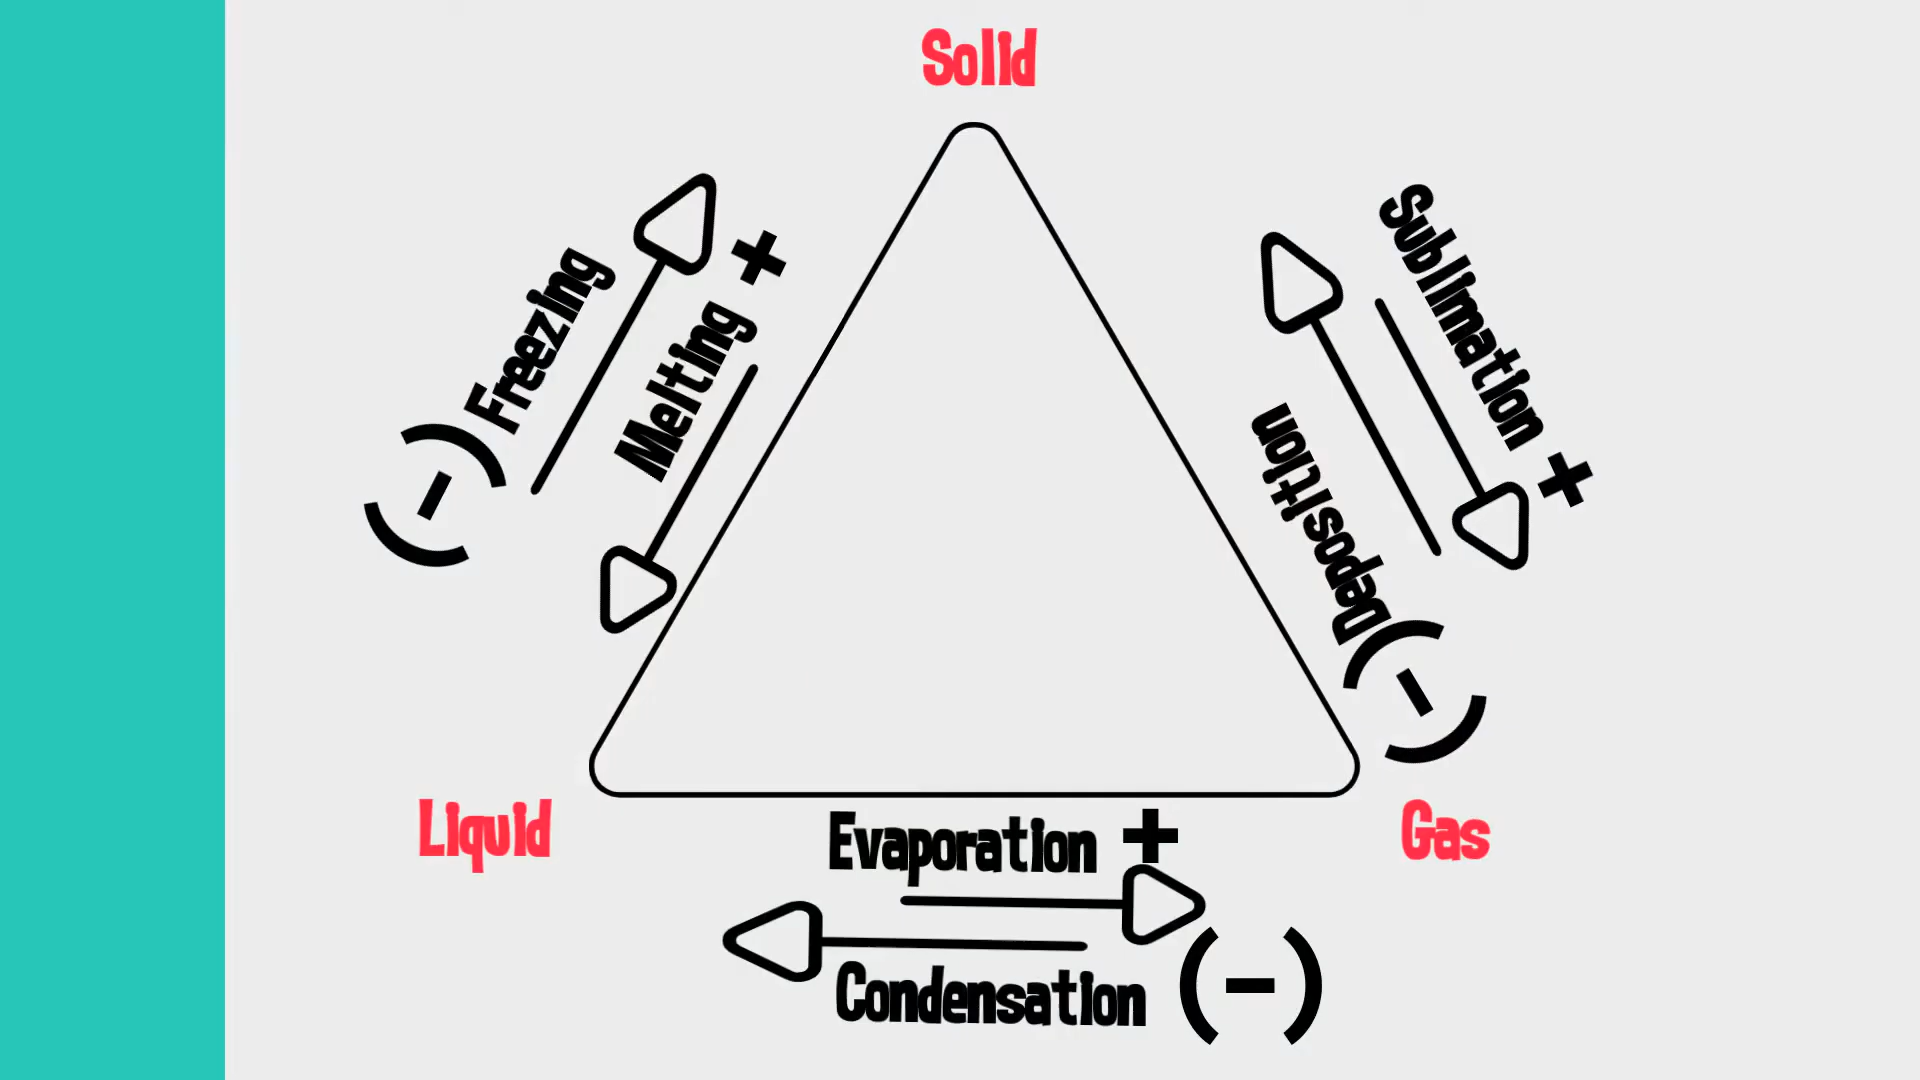 Solid
(-) Freezing
Melting +
Sublimation +
(-) Deposition
Liquid
Gas
Evaporation +
Condensation (-)